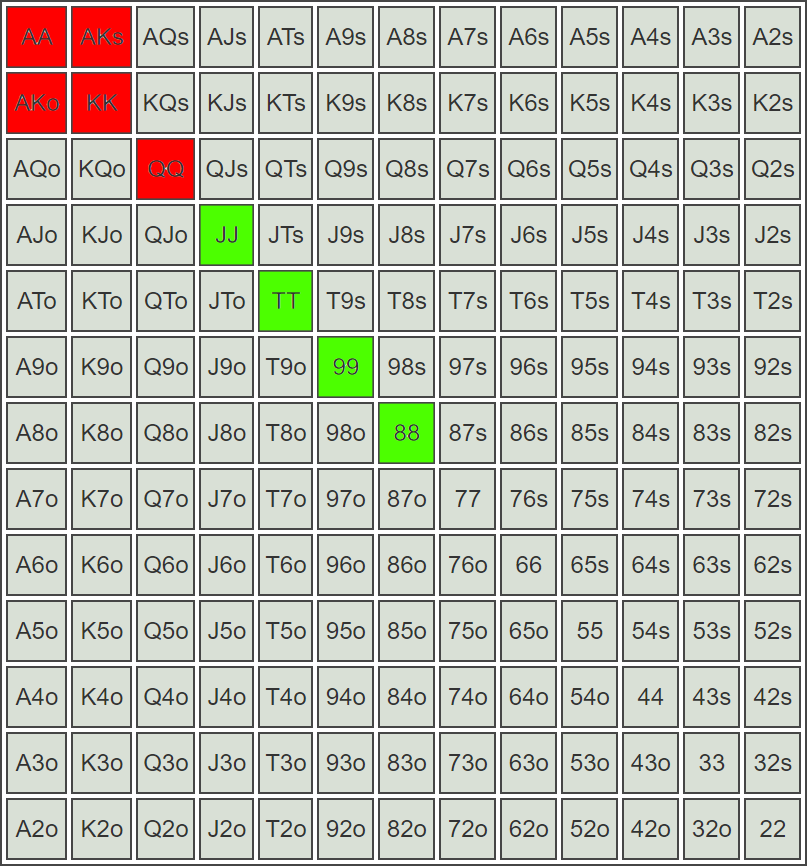 AA AKs AQs AJs ATs A9s A8s A7s A6s A5s A4s A3s A2s
AKo KK KQs KJs KTs K9s K8s K7s K6s K5s K4s K3s K2s
AQo KQo QQ QJs QTs Q9s Q8s Q7s Q6s Q5s Q4s Q3s Q2s
AJo KJo QJo JJ JTs J9s J8s J7s J6s J5s J4s J3s J2s
ATo KTo QTo JTo TT T9s T8s T7s T6s T5s T4s T3s T2s
A9o K9o Q9o J9o T9o 99 98s 97s 96s 95s 94s 93s 92s
A8o K8o Q8o J8o T8o 98o 88 87s 86s 85s 84s 83s 82s
A7o K7o Q7o J7o T7o 97o 87o 77 76s 75s 74s 73s 72s
A6o K6o Q6o J6o T6o 96o 86o 76o 66 65s 64s 63s 62s
A5o K5o Q5o J5o T5o 95o 85o 75o 65o 55 54s 53s 52s
A4o K4o Q4o J4o T4o 94o 84o 74o 64o 54o 44 43s 42s
A3o K3o Q3o J3o T3o 93o 83o 73o 63o 53o 43o 33 32s
A2o K2o Q2o J2o T2o 92o 82o 72o 62o 52o 42o 32o 22